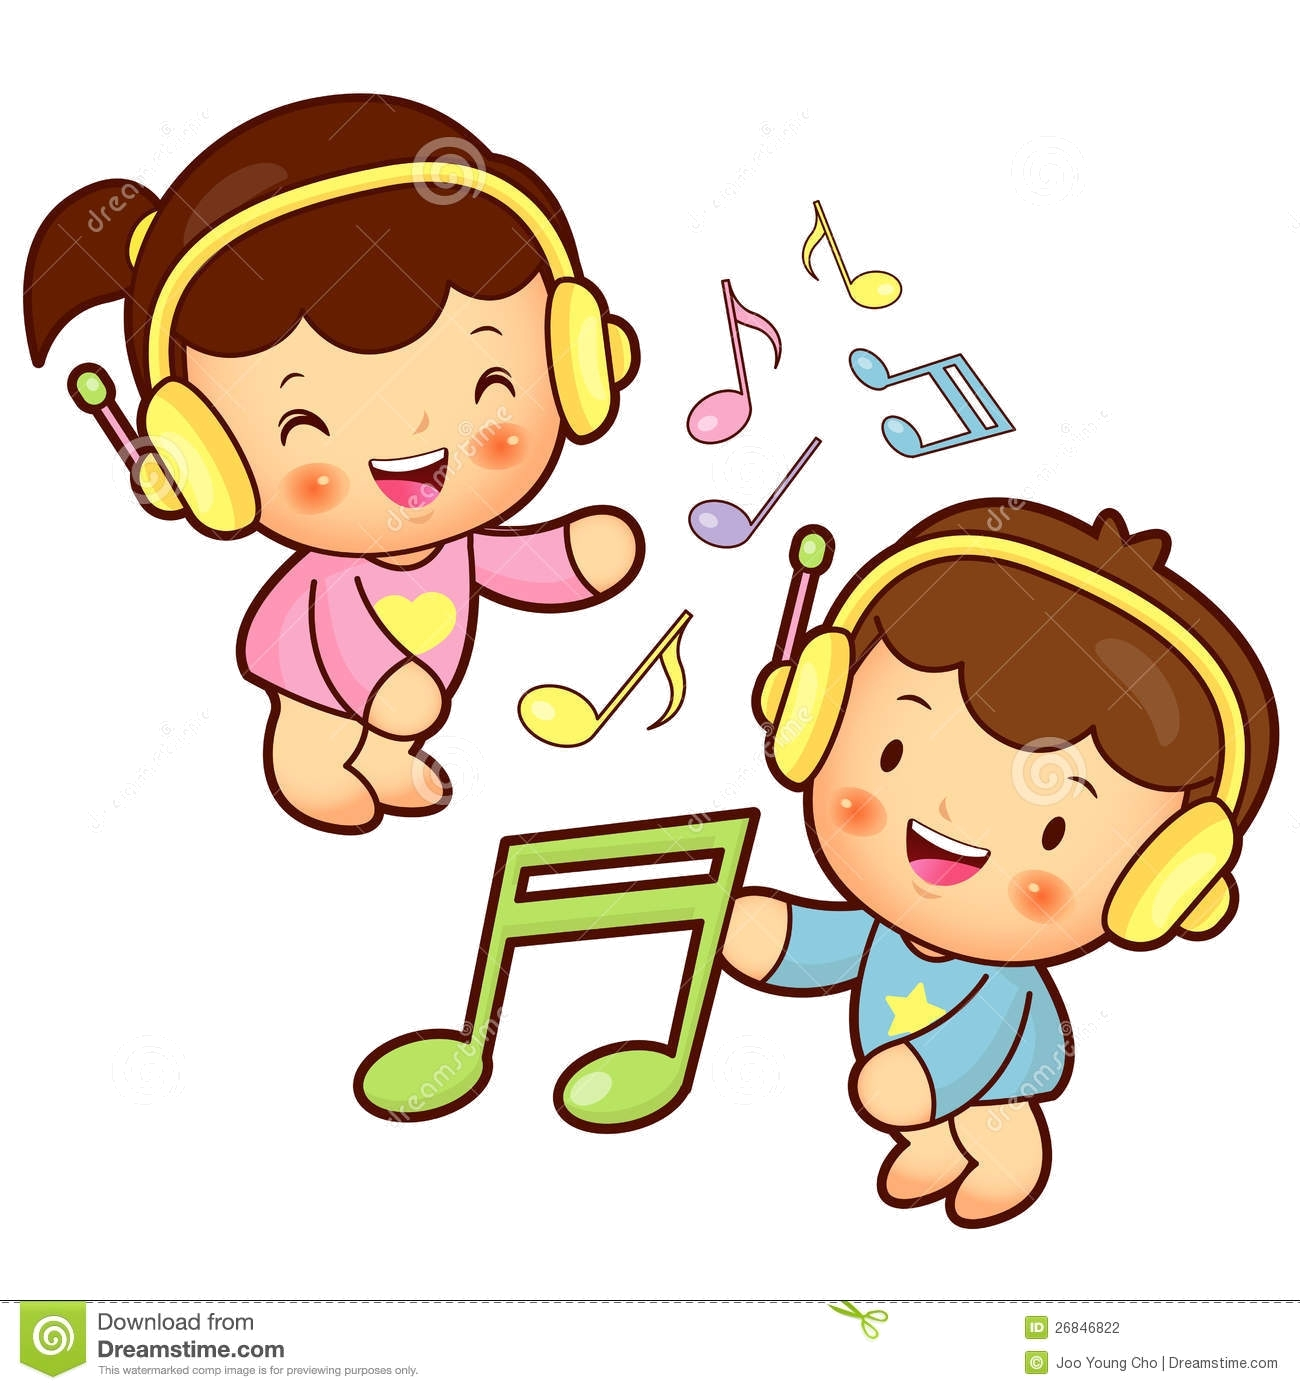 Download from
Dreamstime.com
This watermarked comp image is for previewing purposes only.
ID 26846822
© Joo Young Cho | Dreamstime.com